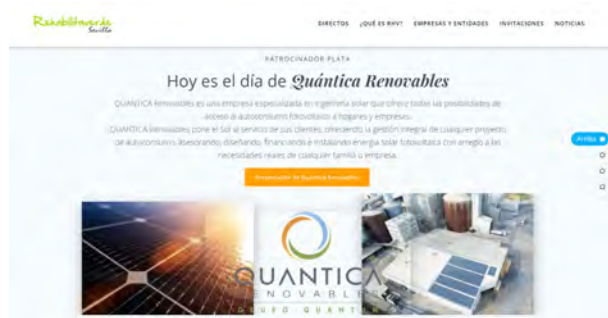 Rehabilitaverde
Sevilla
DIRECTOS ¿QUÉ ES RHV? EMPRESAS Y ENTIDADES INVITACIONES NOTICIAS
PATROCINADOR PLATA
Hoy es el día de Quántica Renovables
QUÁNTICA Renovables es una empresa especializada en ingeniería solar que ofrece todas las posibilidades de
acceso al autoconsumo fotovoltaico a hogares y empresas.
QUÁNTICA Renovables pone el sol al servicio de sus clientes, ofreciendo la gestión integral de cualquier proyecto
de autoconsumo: asesorando, diseñando, financiando e instalando energía solar fotovoltaica con arreglo a las
necesidades reales de cualquier familia o empresa.
Presentación de Quántica Renovables
Arriba
QUANTICA
RENOVABLES
GRUPO QUANTICA